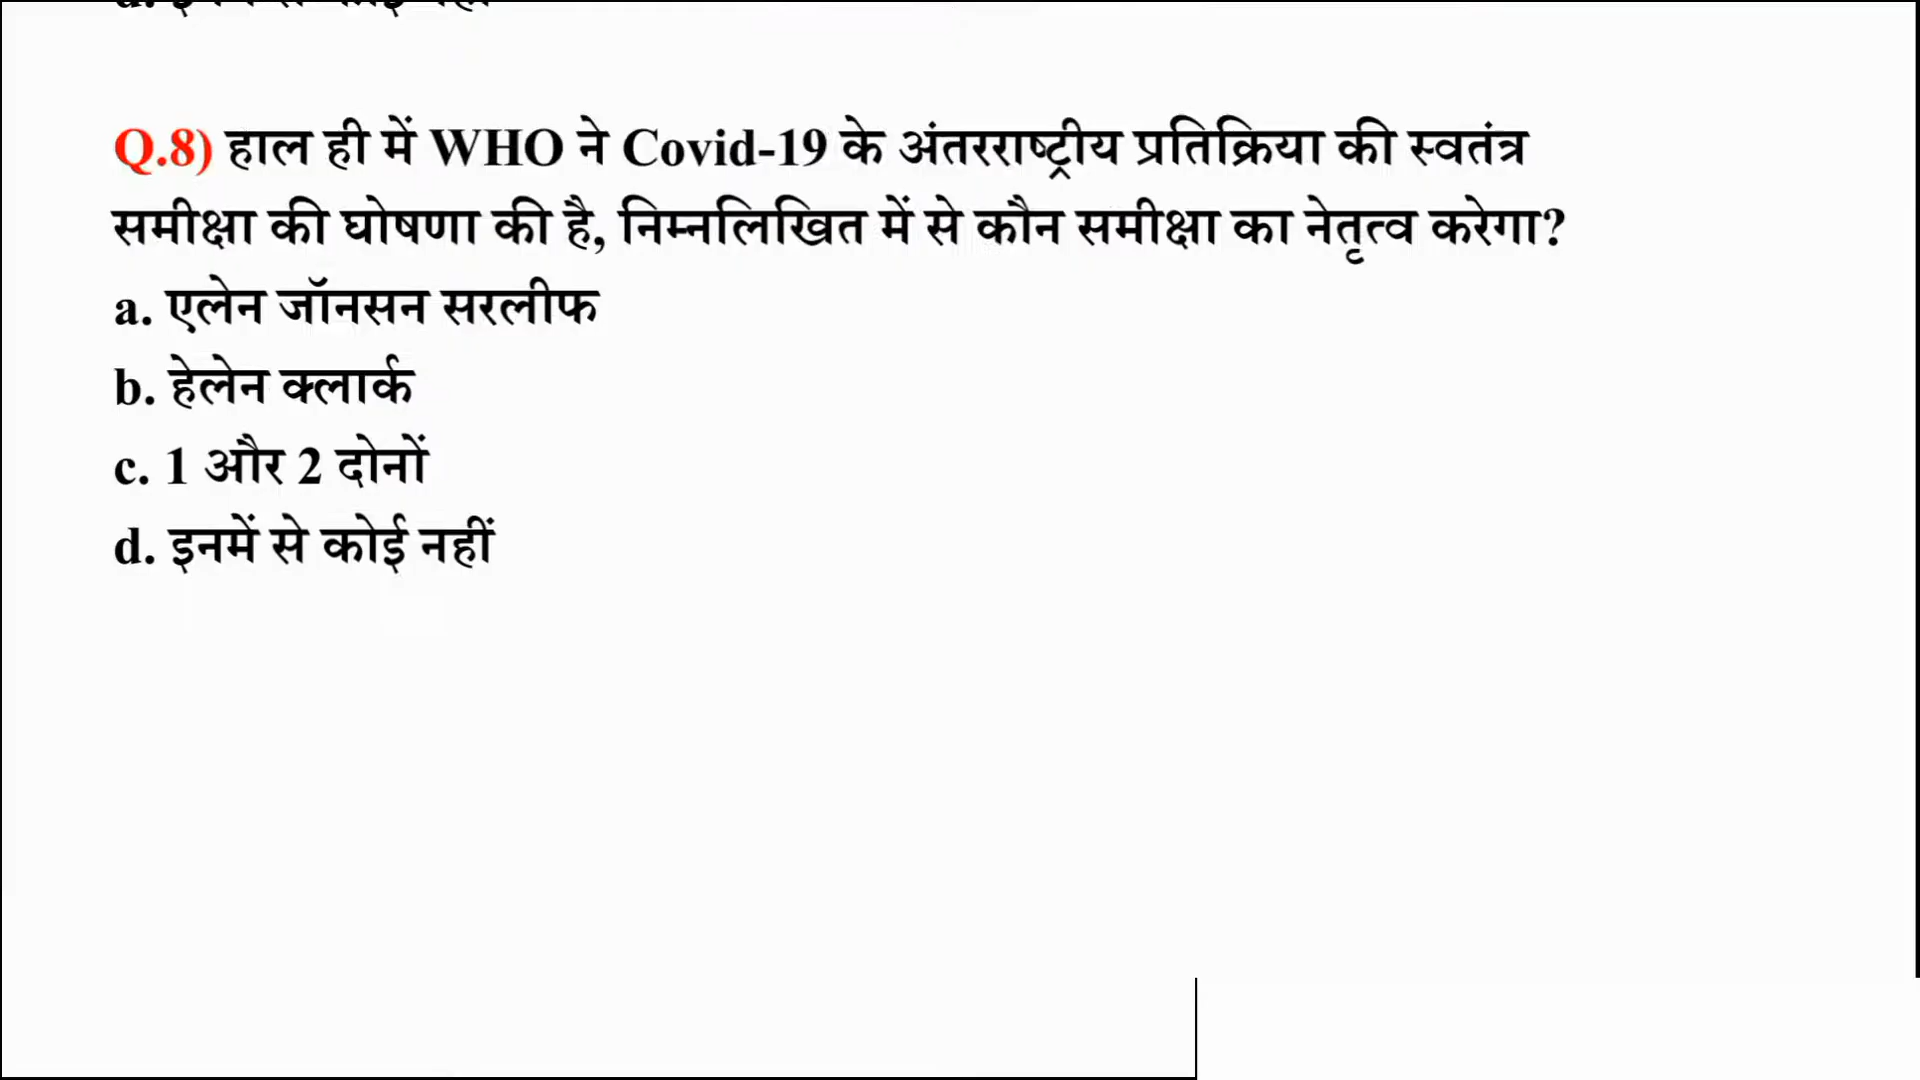 Q.8) हाल ही में WHO ने Covid-19 के अंतरराष्ट्रीय प्रतिक्रिया की स्वतंत्र
समीक्षा की घोषणा की है, निम्नलिखित में से कौन समीक्षा का नेतृत्व करेगा?
a. एलेन जॉनसन सरलीफ
b. हेलेन क्लार्क
c. 1 और 2 दोनों
d. इनमें से कोई नहीं